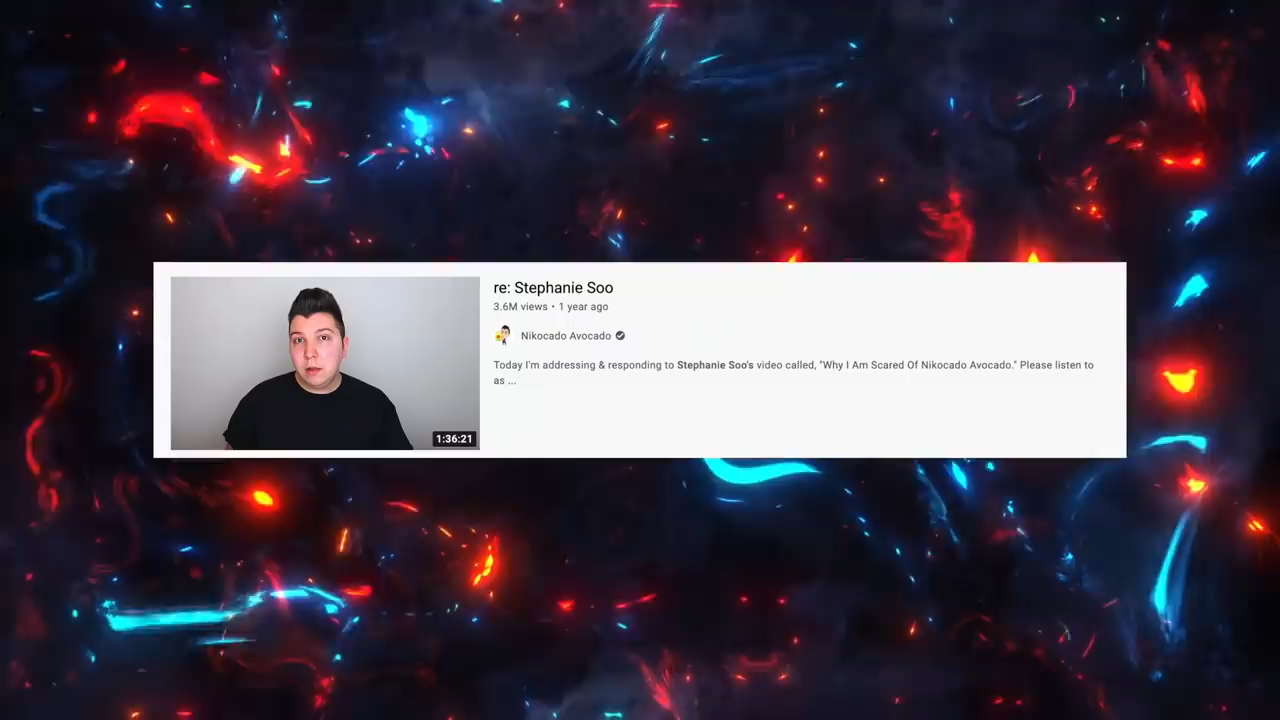 re: Stephanie Soo
3.6M views • 1 year ago
Nikocado Avocado
Today I'm addressing & responding to Stephanie Soo's video called, "Why I Am Scared Of Nikocado Avocado." Please listen to
as ...
1:36:21